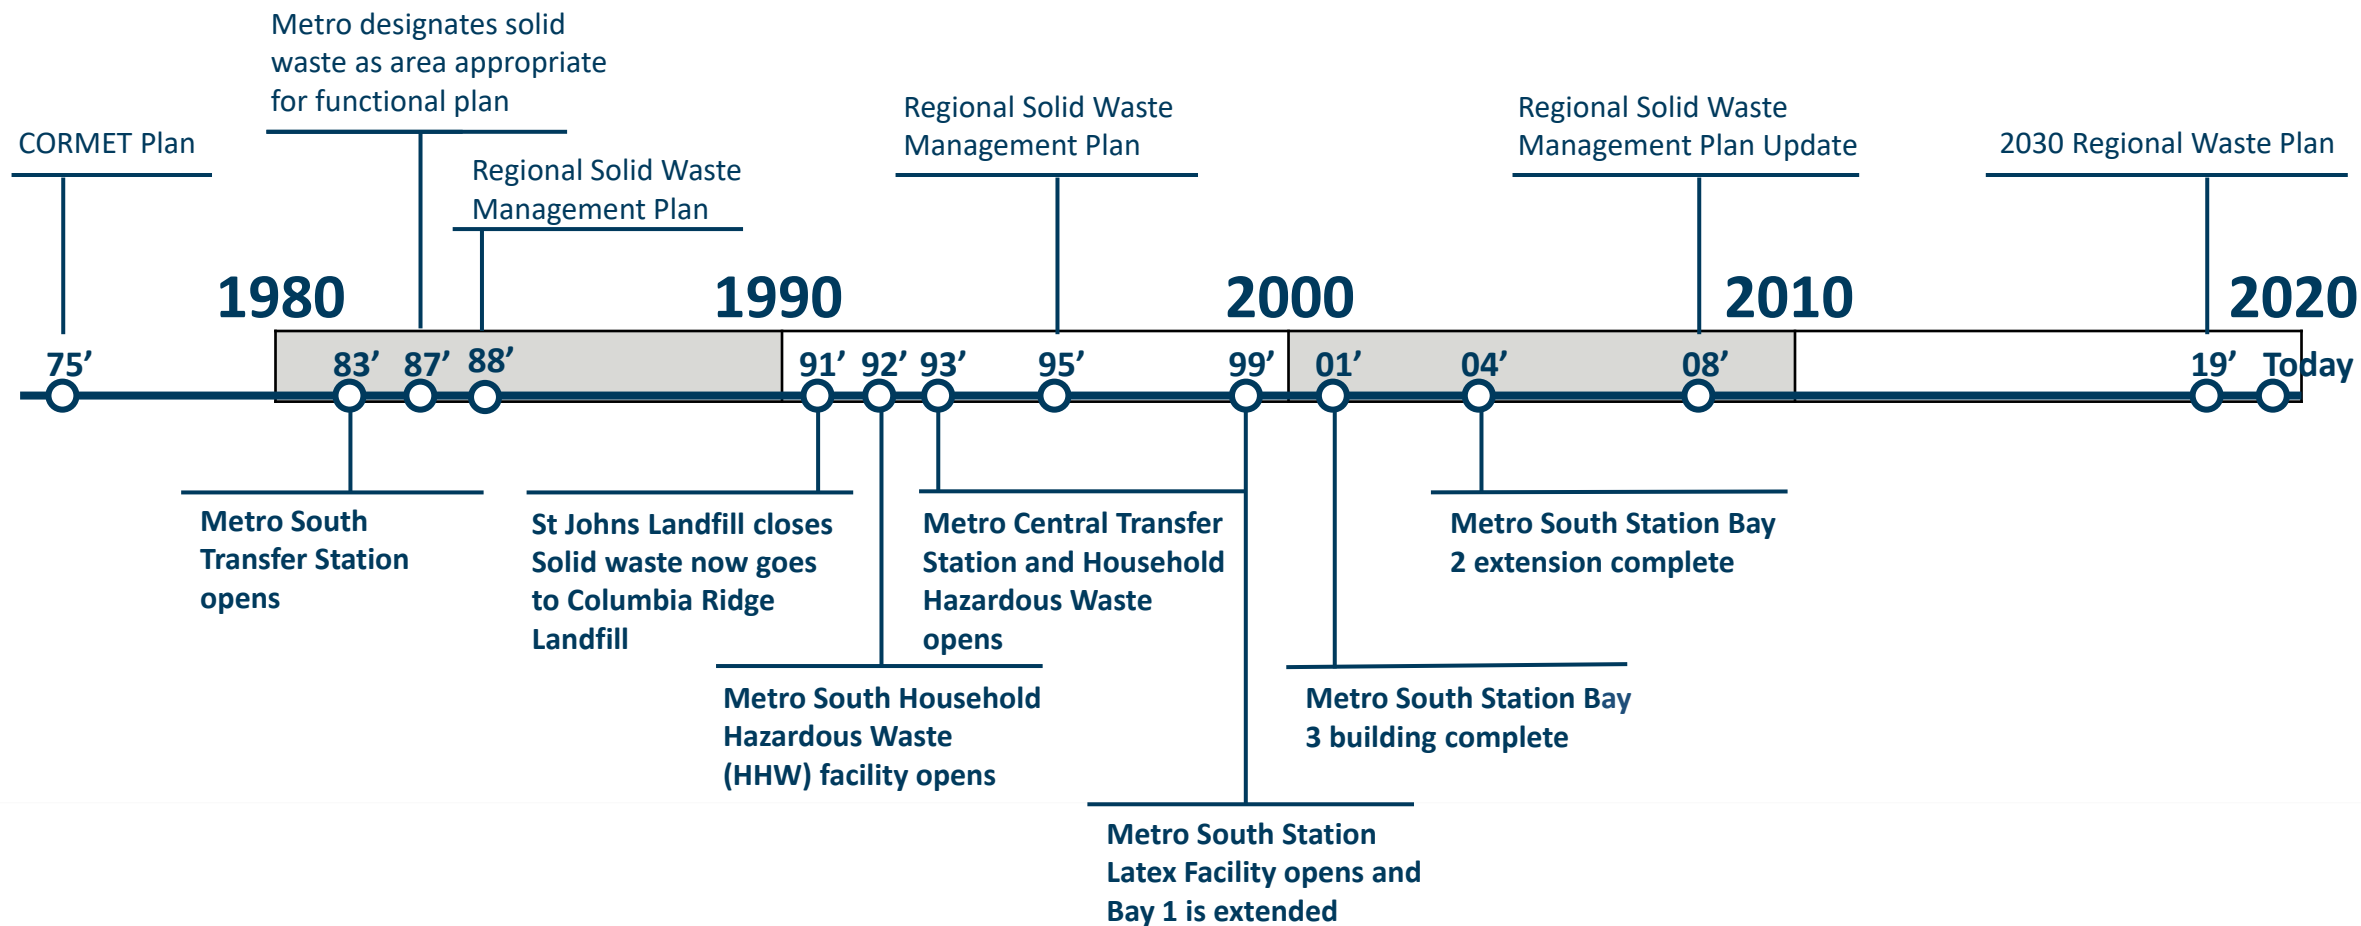 Metro designates solid
waste as area appropriate
for functional plan
CORMET Plan
Regional Solid Waste
Management Plan
Regional Solid Waste
Management Plan
Regional Solid Waste
Management Plan Update
2030 Regional Waste Plan
1980
1990
2000
2010
2020
75’
83’
87’
88’
91’
92’
93’
95’
99’
01’
04’
08’
19’
Today
Metro South
Transfer Station
opens
St Johns Landfill closes
Solid waste now goes
to Columbia Ridge
Landfill
Metro Central Transfer
Station and Household
Hazardous Waste
opens
Metro South Station Bay
2 extension complete
Metro South Household
Hazardous Waste
(HHW) facility opens
Metro South Station Bay
3 building complete
Metro South Station
Latex Facility opens and
Bay 1 is extended